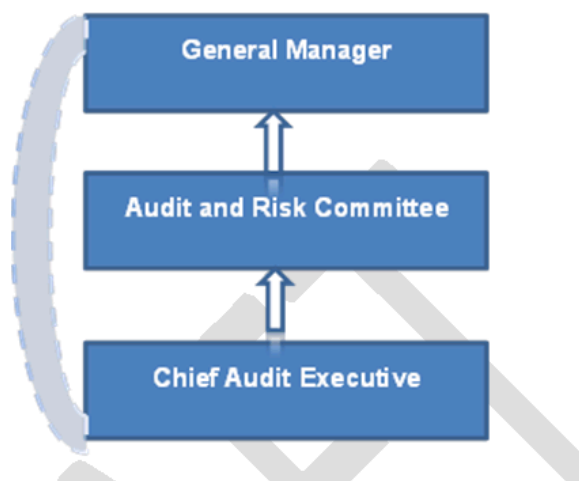 General Manager
Audit and Risk Committee
Chief Audit Executive